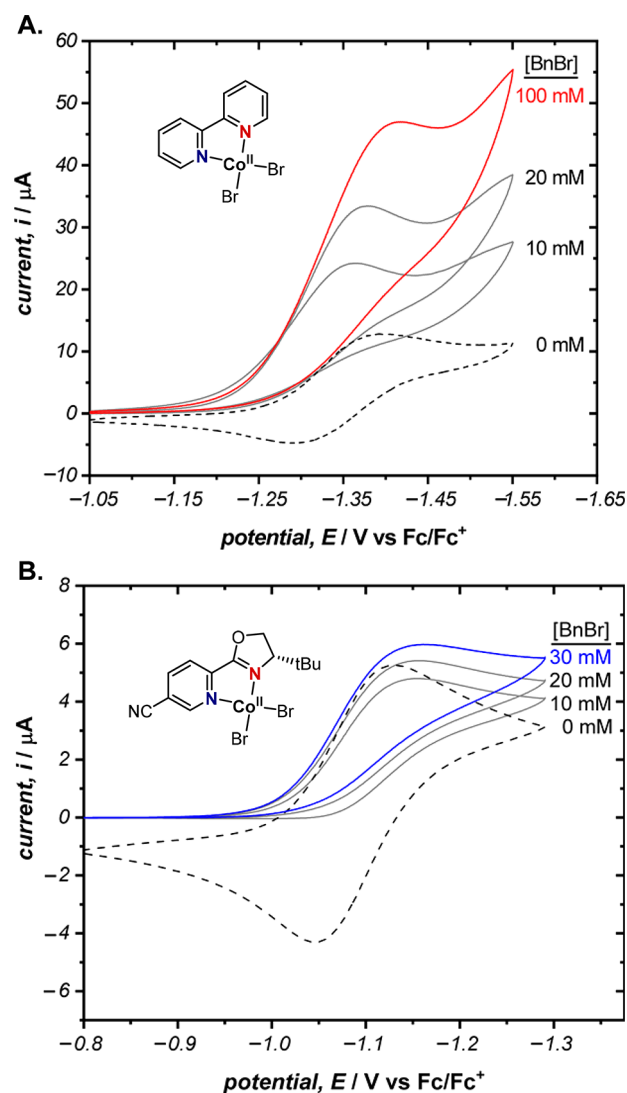 A.
60
50
40
30
20
10
0
−10
current, i / µA
[BnBr]
100 mM
20 mM
10 mM
0 mM
N
N
Co^II
Br
Br
−1.05
−1.15
−1.25
−1.35
−1.45
−1.55
−1.65
potential, E / V vs Fc/Fc⁺
B.
8
6
4
2
0
−2
−4
−6
current, i / µA
[BnBr]
30 mM
20 mM
10 mM
0 mM
O
tBu
N
N
NC
Co^II
Br
Br
−0.8
−0.9
−1.0
−1.1
−1.2
−1.3
potential, E / V vs Fc/Fc⁺